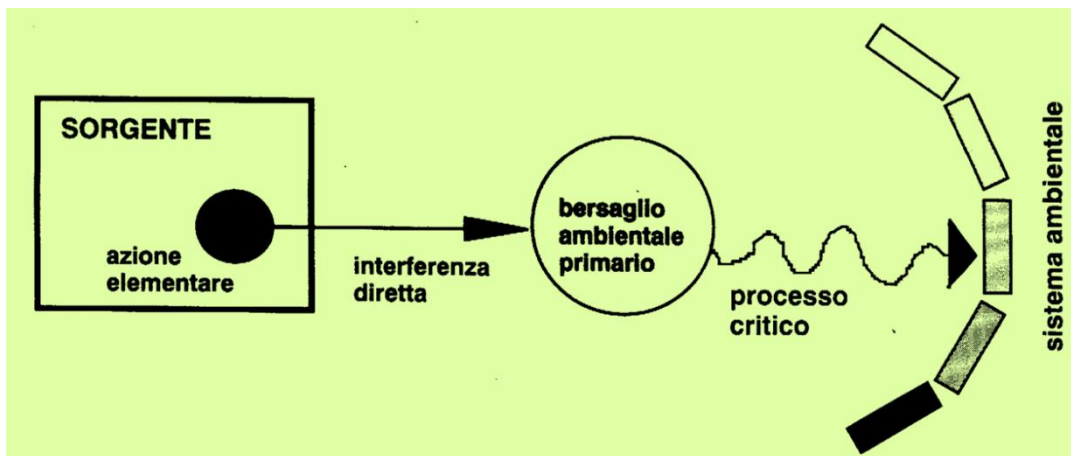 SORGENTE
azione
elementare
interferenza
diretta
bersaglio
ambientale
primario
processo
critico
sistema ambientale